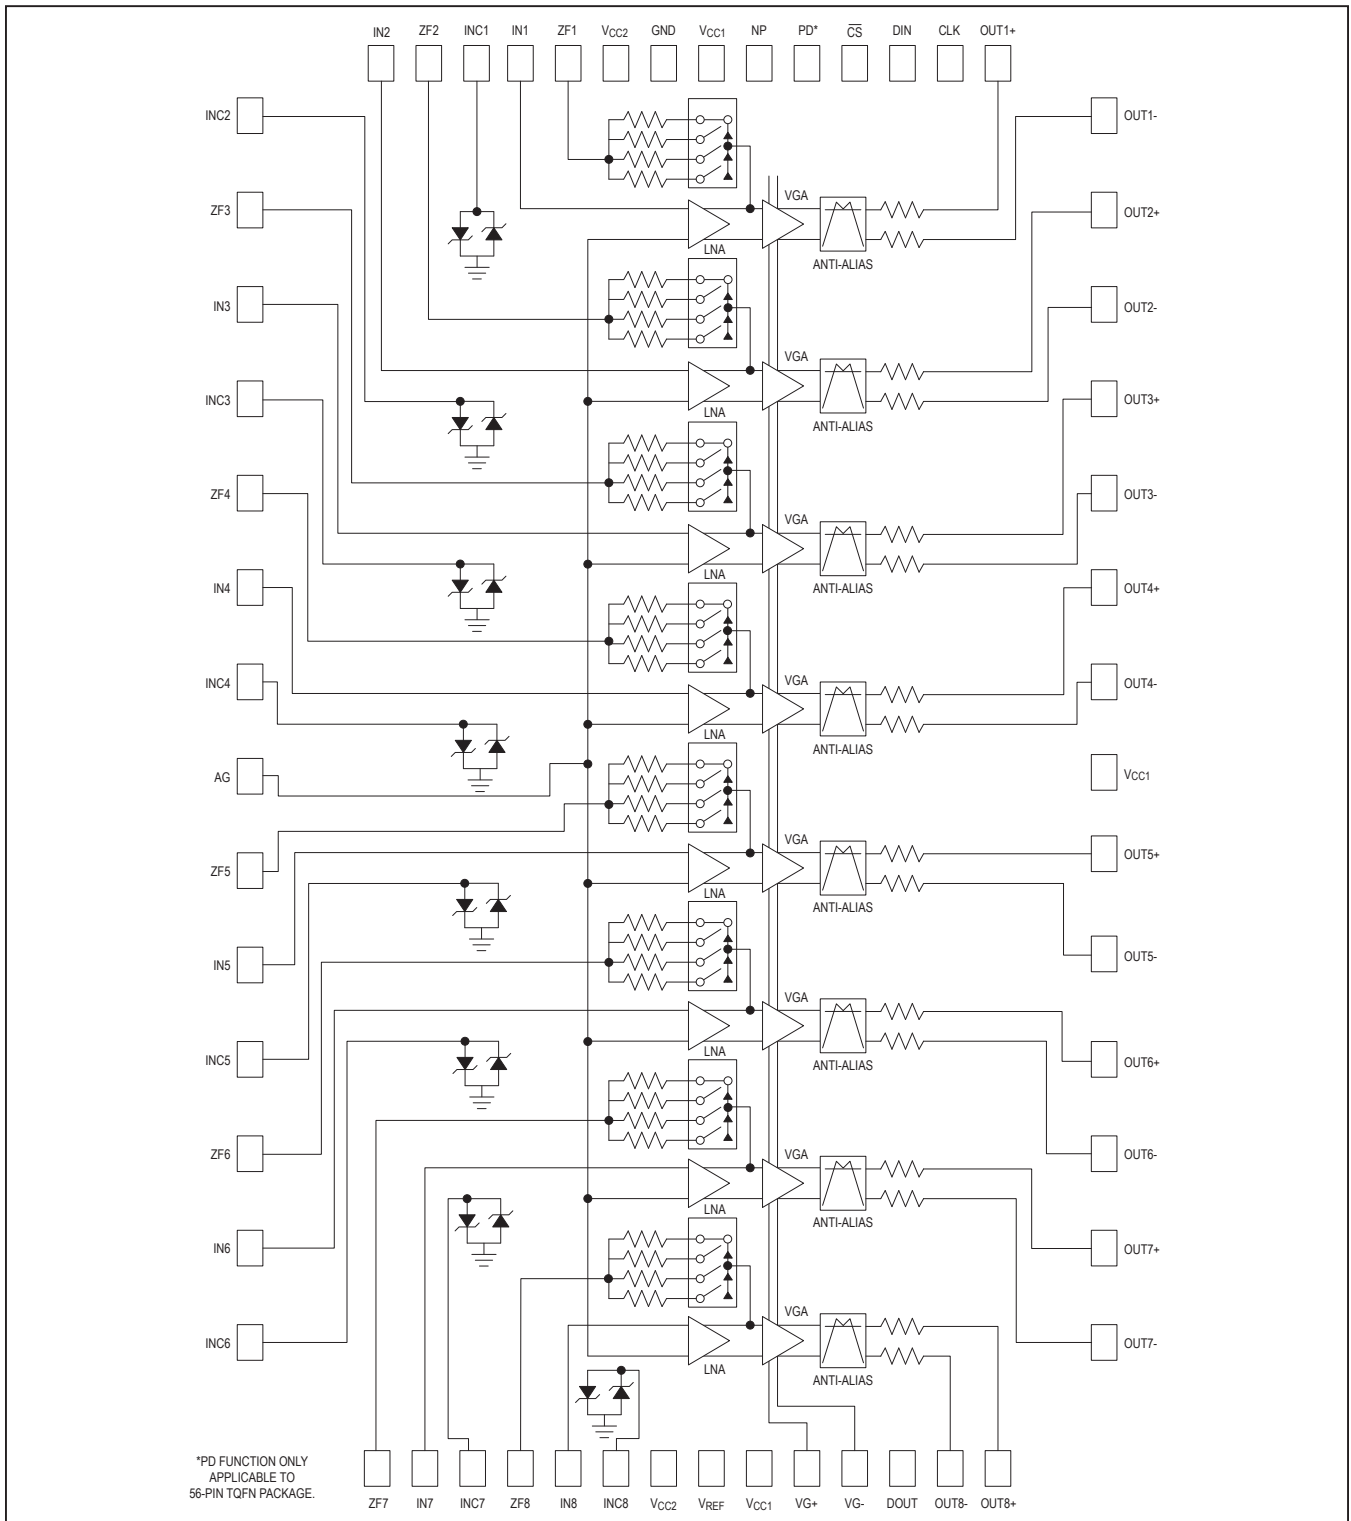 IN2 ZF2 INC1 IN1 ZF1 VCC2 GND VCC1 NP PD* C̅S̅ DIN CLK OUT1+
INC2
OUT1-
VGA
ZF3
OUT2+
LNA
ANTI-ALIAS
IN3
OUT2-
VGA
INC3
OUT3+
LNA
ANTI-ALIAS
ZF4
OUT3-
VGA
LNA
ANTI-ALIAS
IN4
OUT4+
VGA
INC4
OUT4-
LNA
ANTI-ALIAS
AG
VCC1
VGA
ZF5
OUT5+
LNA
ANTI-ALIAS
IN5
OUT5-
VGA
INC5
OUT6+
LNA
ANTI-ALIAS
ZF6
OUT6-
VGA
LNA
ANTI-ALIAS
IN6
OUT7+
VGA
INC6
OUT7-
LNA
ANTI-ALIAS
*PD FUNCTION ONLY
APPLICABLE TO
56-PIN TQFN PACKAGE.
ZF7 IN7 INC7 ZF8 IN8 INC8 VCC2 VREF VCC1 VG+ VG- DOUT OUT8- OUT8+